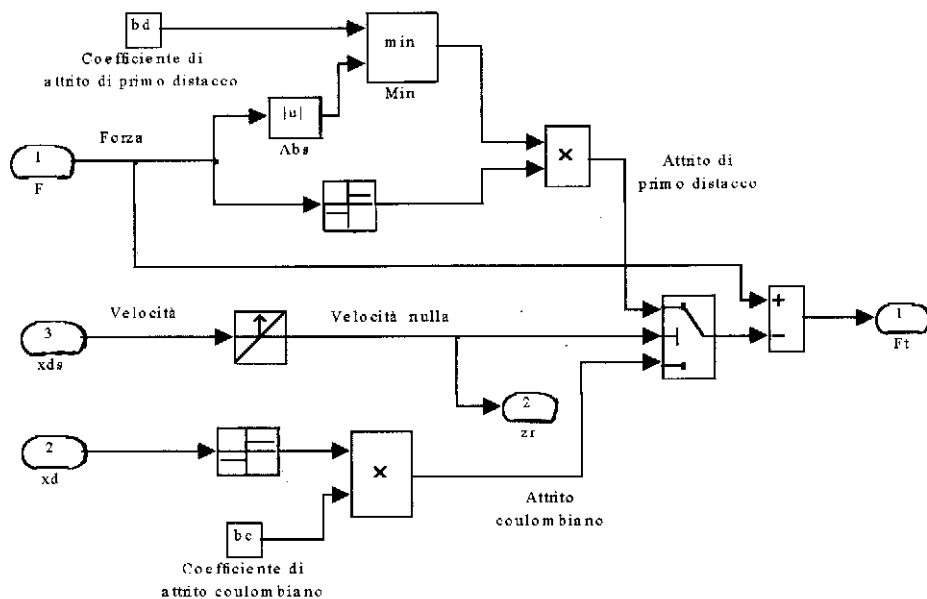 bd
Coefficiente di
attrito di primo distacco
min
Min
|u|
Abs
Forza
1
F
×
Attrito di
primo distacco
Velocità
3
xds
Velocità nulla
+
−
1
Ft
2
zr
2
xd
×
Attrito
coulombiano
bc
Coefficiente di
attrito coulombiano